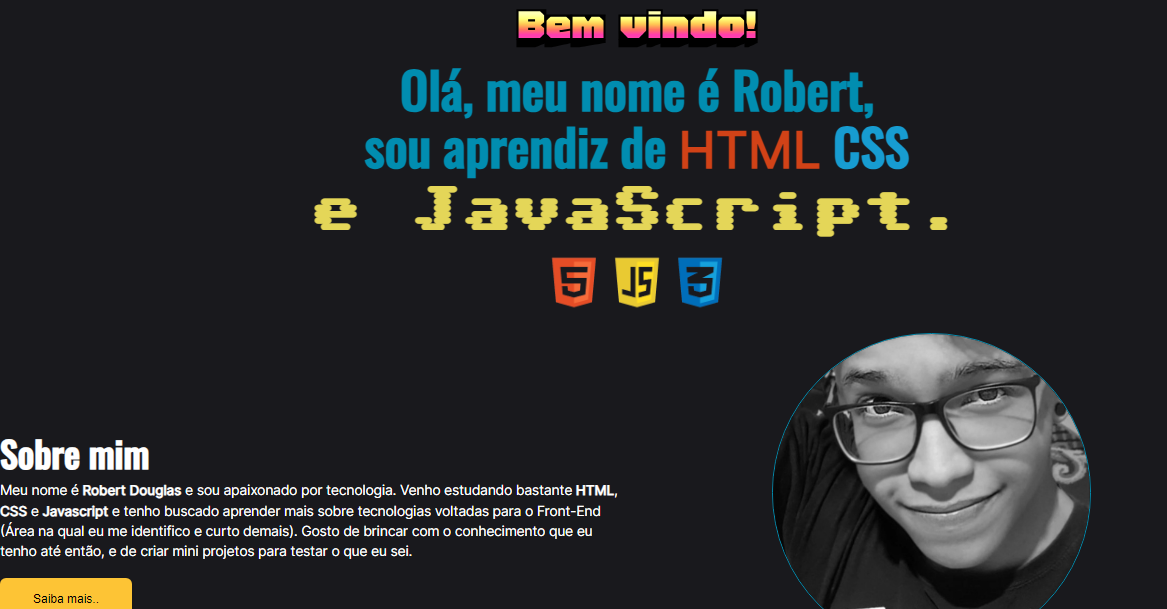 Bem vindo!
Olá, meu nome é Robert,
sou aprendiz de HTML CSS
e JavaScript.
5 JS 3
Sobre mim
Meu nome é Robert Douglas e sou apaixonado por tecnologia. Venho estudando bastante HTML,
CSS e Javascript e tenho buscado aprender mais sobre tecnologias voltadas para o Front-End
(Área na qual eu me identifico e curto demais). Gosto de brincar com o conhecimento que eu
tenho até então, e de criar mini projetos para testar o que eu sei.
Saiba mais..